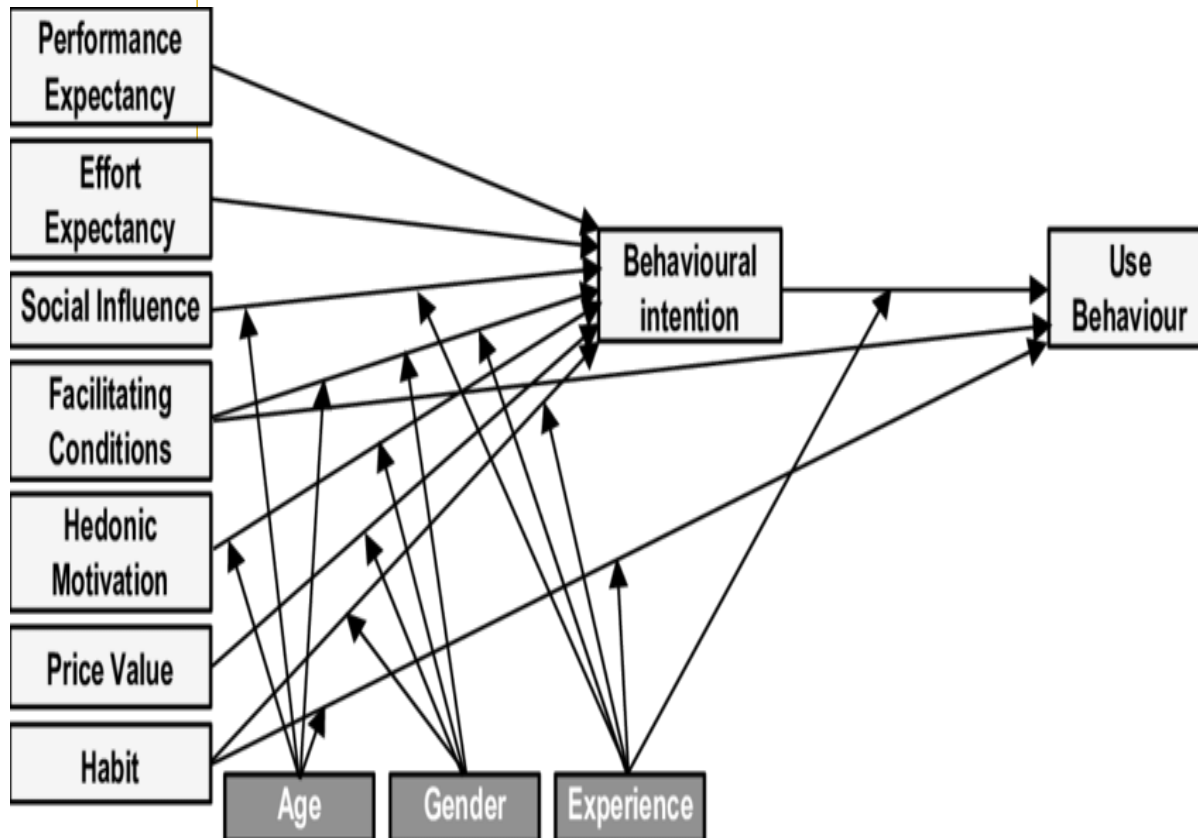 Performance
Expectancy
Effort
Expectancy
Social Influence
Facilitating
Conditions
Hedonic
Motivation
Price Value
Habit
Behavioural
intention
Use
Behaviour
Age
Gender
Experience